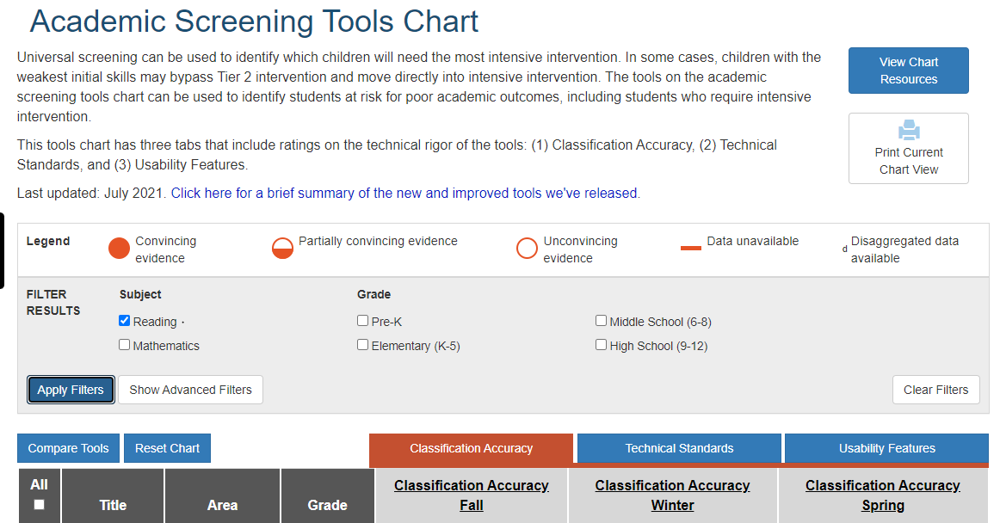 Academic Screening Tools Chart
Universal screening can be used to identify which children will need the most intensive intervention. In some cases, children with the
weakest initial skills may bypass Tier 2 intervention and move directly into intensive intervention. The tools on the academic
screening tools chart can be used to identify students at risk for poor academic outcomes, including students who require intensive
intervention.
This tools chart has three tabs that include ratings on the technical rigor of the tools: (1) Classification Accuracy, (2) Technical
Standards, and (3) Usability Features.
Last updated: July 2021. Click here for a brief summary of the new and improved tools we've released.
View Chart
Resources
Print Current
Chart View
Legend
Convincing
evidence
Partially convincing evidence
Unconvincing
evidence
Data unavailable
d
Disaggregated data
available
FILTER
RESULTS
Subject
Reading ·
Mathematics
Grade
Pre-K
Elementary (K-5)
Middle School (6-8)
High School (9-12)
Apply Filters
Show Advanced Filters
Clear Filters
Compare Tools
Reset Chart
Classification Accuracy
Technical Standards
Usability Features
All
Title
Area
Grade
Classification Accuracy
Fall
Classification Accuracy
Winter
Classification Accuracy
Spring